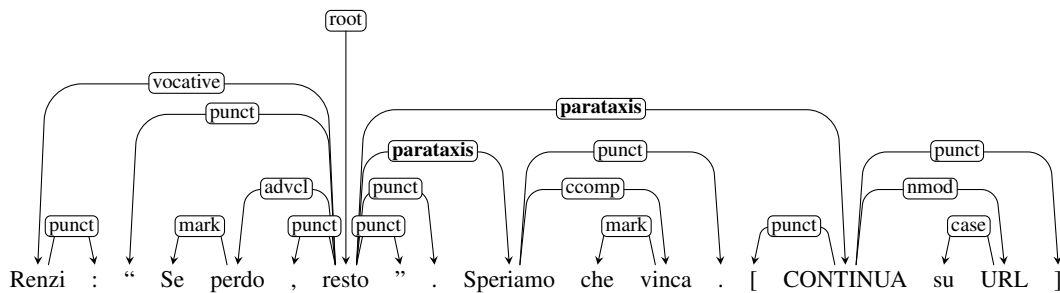 root
vocative
parataxis
punct
parataxis punct punct
advcl punct ccomp nmod
punct mark punct punct mark punct case
Renzi : “ Se perdo , resto ” . Speriamo che vinca . [ CONTINUA su URL ]